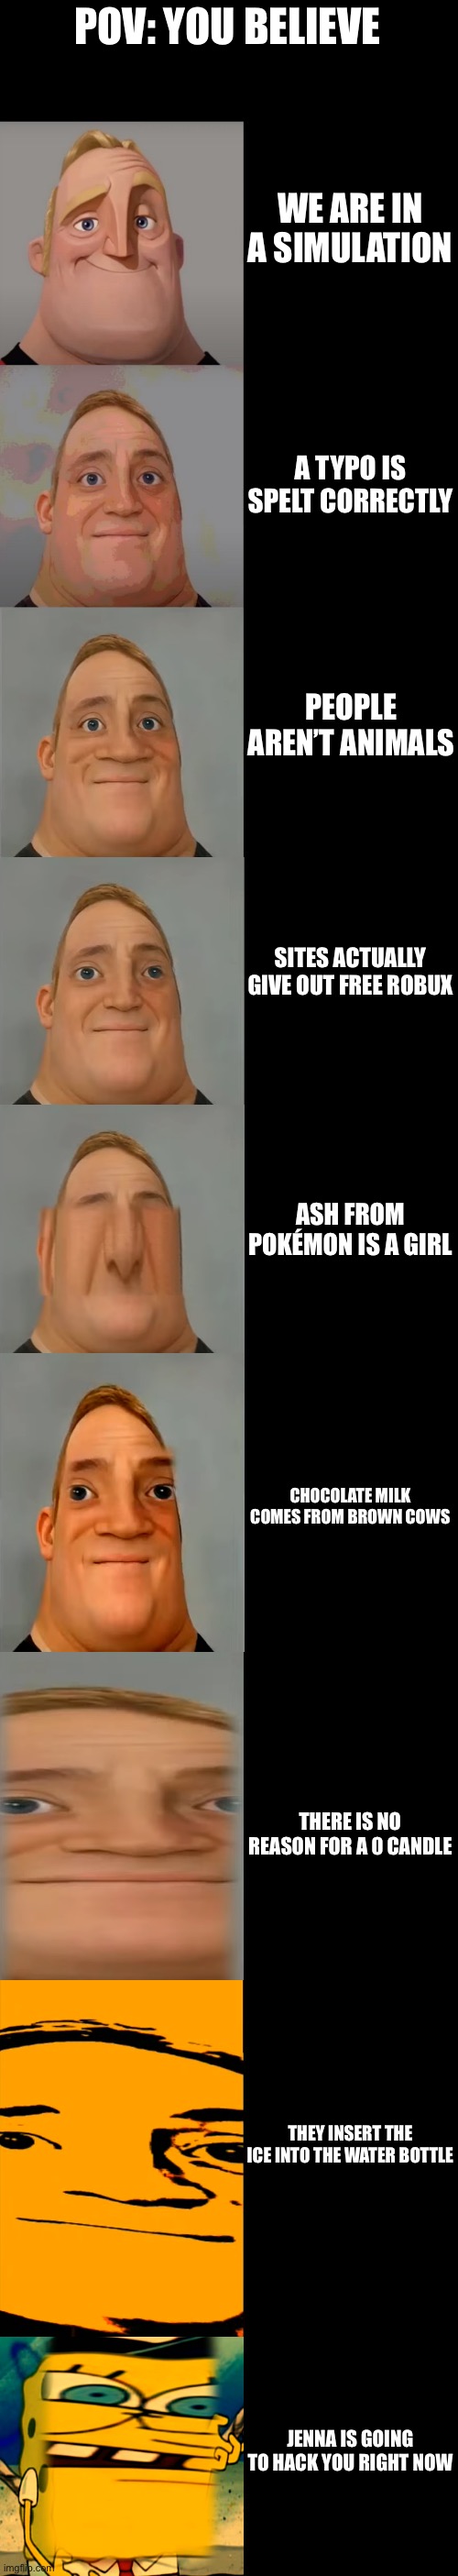 POV: YOU BELIEVE
WE ARE IN
A SIMULATION
A TYPO IS
SPELT CORRECTLY
PEOPLE
AREN'T ANIMALS
SITES ACTUALLY
GIVE OUT FREE ROBUX
ASH FROM
POKÉMON IS A GIRL
CHOCOLATE MILK
COMES FROM BROWN COWS
THERE IS NO
REASON FOR A 0 CANDLE
THEY INSERT THE
ICE INTO THE WATER BOTTLE
JENNA IS GOING
TO HACK YOU RIGHT NOW
imgflip.com